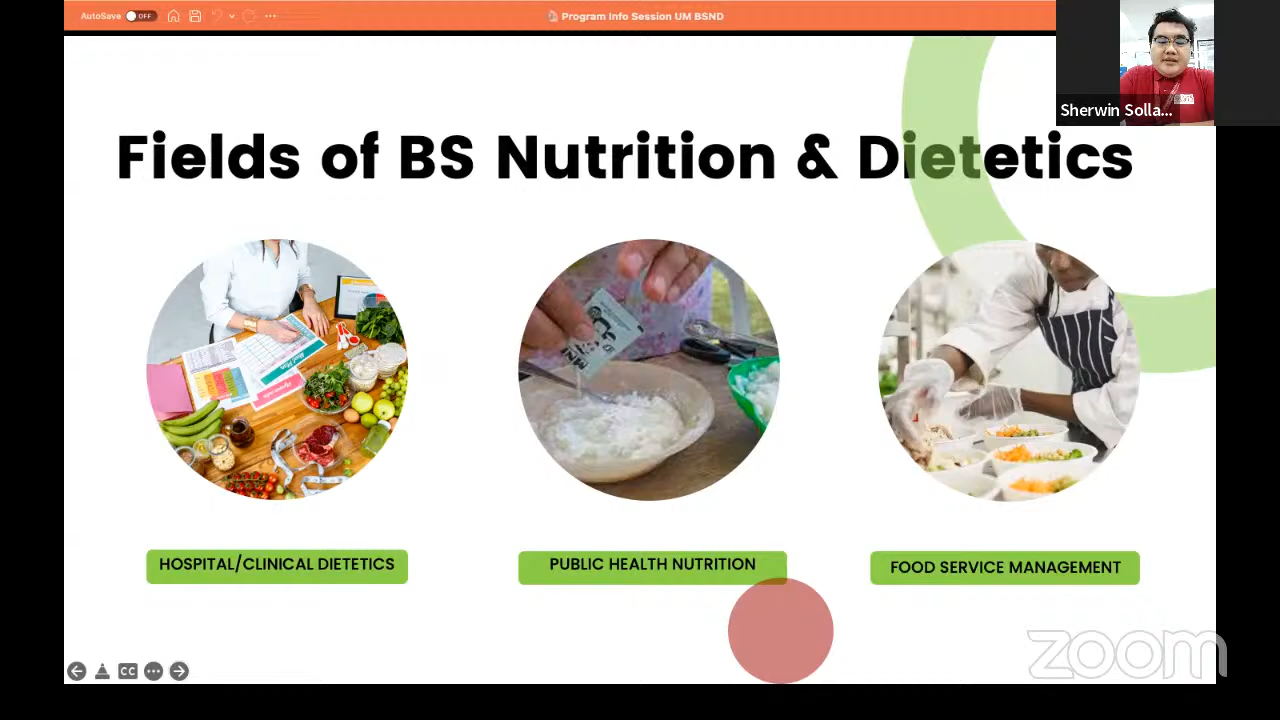 AutoSave OFF
Program Info Session UM BSND
Sherwin Solla...
Fields of BS Nutrition & Dietetics
HOSPITAL/CLINICAL DIETETICS
PUBLIC HEALTH NUTRITION
FOOD SERVICE MANAGEMENT
CC
zoom